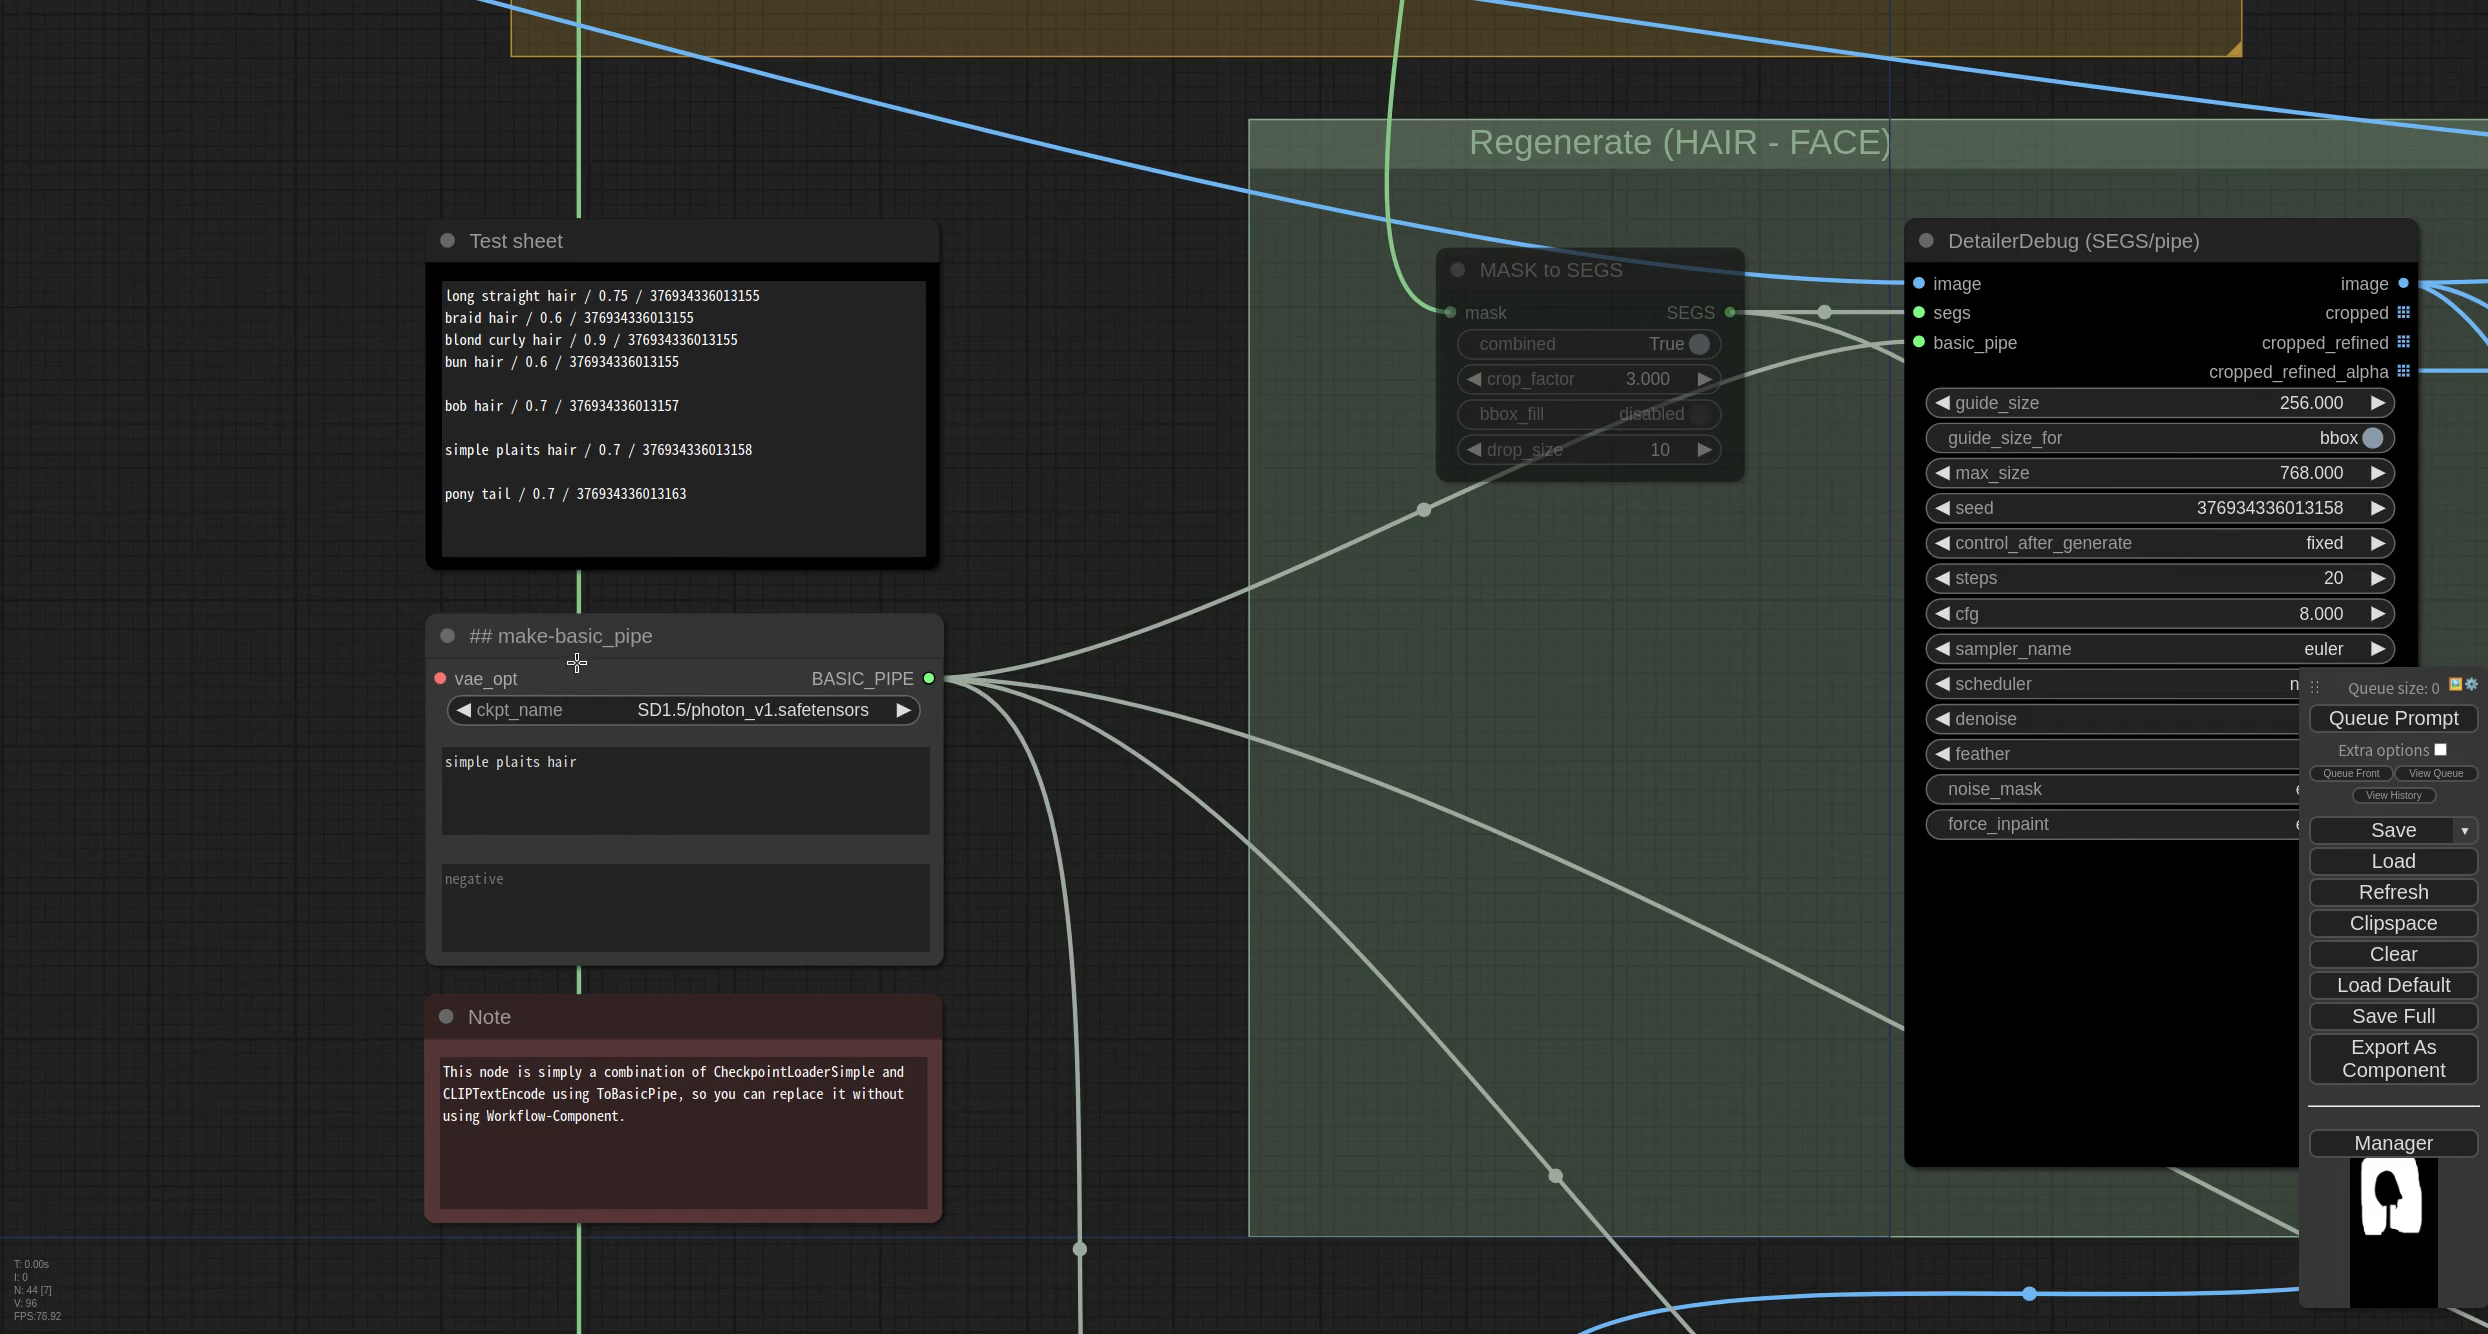 Regenerate (HAIR - FACE)
Test sheet
long straight hair / 0.75 / 376934336013155
braid hair / 0.6 / 376934336013155
blond curly hair / 0.9 / 376934336013155
bun hair / 0.6 / 376934336013155
bob hair / 0.7 / 376934336013157
simple plaits hair / 0.7 / 376934336013158
pony tail / 0.7 / 376934336013163
## make-basic_pipe
vae_opt BASIC_PIPE
ckpt_name SD1.5/photon_v1.safetensors
simple plaits hair
negative
Note
This node is simply a combination of CheckpointLoaderSimple and
CLIPTextEncode using ToBasicPipe, so you can replace it without
using Workflow-Component.
MASK to SEGS
mask SEGS
combined True
crop_factor 3.000
bbox_fill disabled
drop_size 10
DetailerDebug (SEGS/pipe)
image image
segs cropped
basic_pipe cropped_refined
cropped_refined_alpha
guide_size 256.000
guide_size_for bbox
max_size 768.000
seed 376934336013158
control_after_generate fixed
steps 20
cfg 8.000
sampler_name euler
scheduler
denoise
feather
noise_mask
force_inpaint
Queue size: 0
Queue Prompt
Extra options
Queue Front View Queue
View History
Save
Load
Refresh
Clipspace
Clear
Load Default
Save Full
Export As
Component
Manager
T: 0.00s
I: 0
N: 44 [7]
V: 96
FPS:76.92